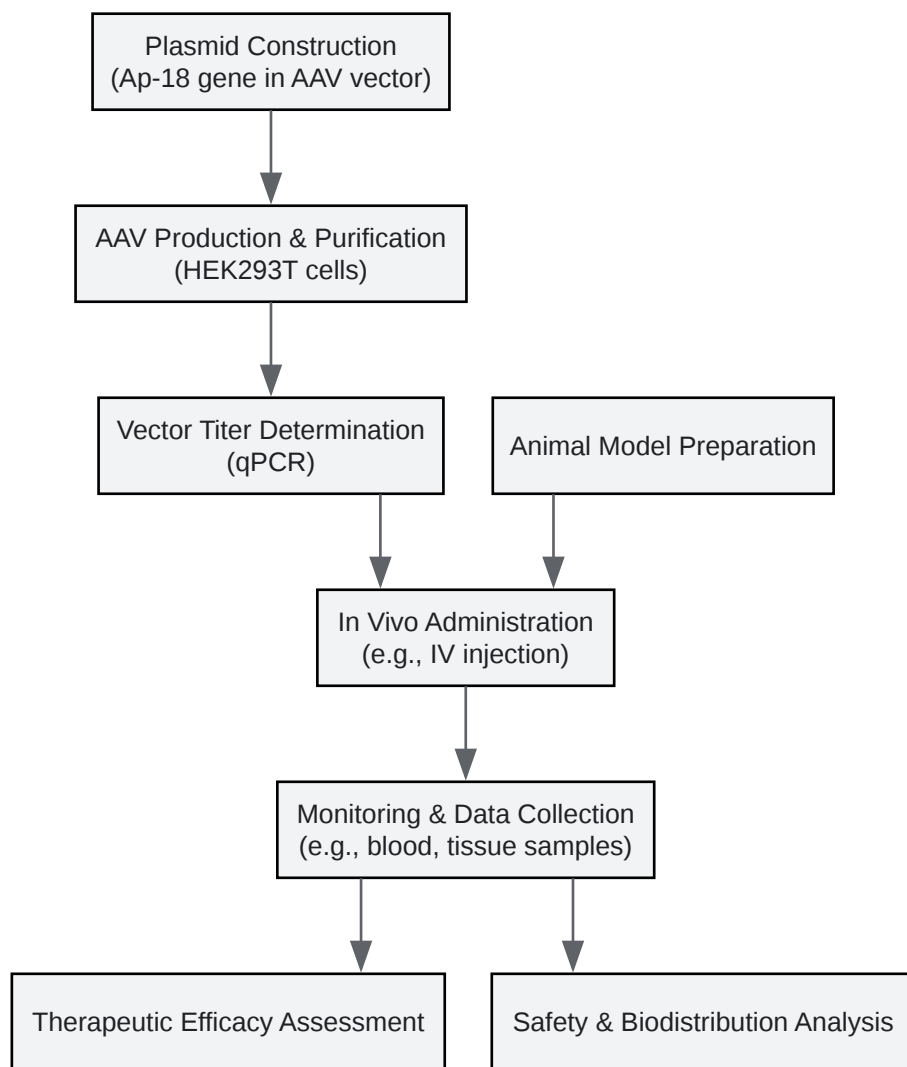 Plasmid Construction
(Ap-18 gene in AAV vector)
AAV Production & Purification
(HEK293T cells)
Vector Titer Determination
(qPCR)
Animal Model Preparation
In Vivo Administration
(e.g., IV injection)
Monitoring & Data Collection
(e.g., blood, tissue samples)
Therapeutic Efficacy Assessment
Safety & Biodistribution Analysis